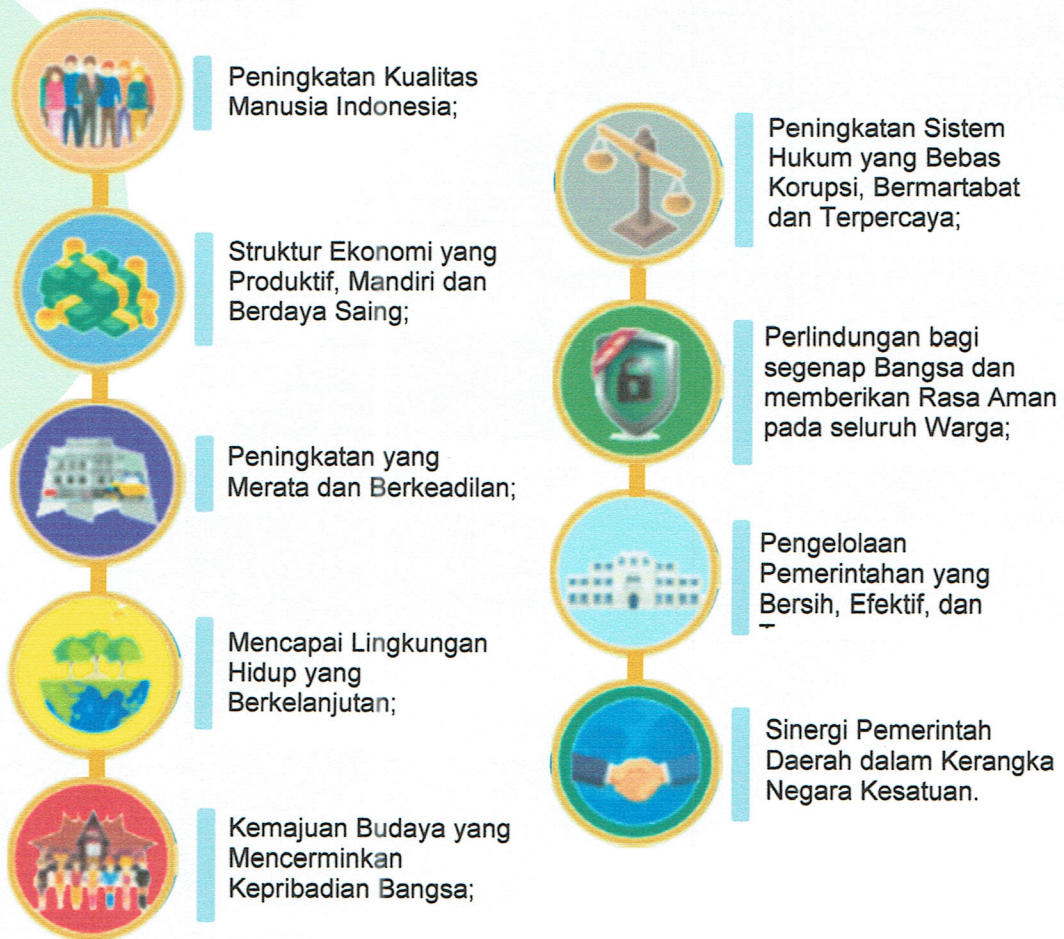 Peningkatan Kualitas
Manusia Indonesia;
Struktur Ekonomi yang
Produktif, Mandiri dan
Berdaya Saing;
Peningkatan yang
Merata dan Berkeadilan;
Mencapai Lingkungan
Hidup yang
Berkelanjutan;
Kemajuan Budaya yang
Mencerminkan
Kepribadian Bangsa;
Peningkatan Sistem
Hukum yang Bebas
Korupsi, Bermartabat
dan Terpercaya;
Perlindungan bagi
segenap Bangsa dan
memberikan Rasa Aman
pada seluruh Warga;
Pengelolaan
Pemerintahan yang
Bersih, Efektif, dan
Sinergi Pemerintah
Daerah dalam Kerangka
Negara Kesatuan.